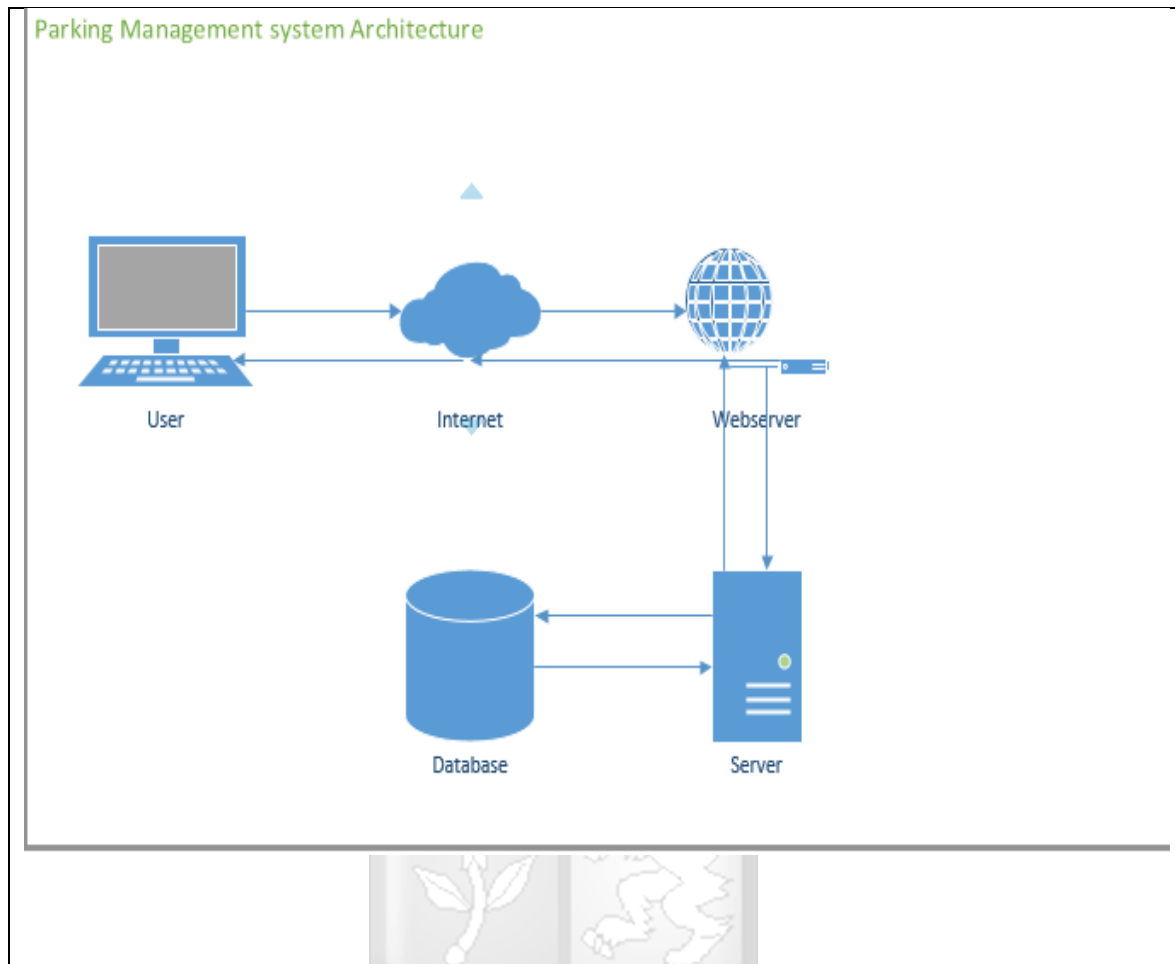 Parking Management system Architecture
User
Internet
Webserver
Database
Server